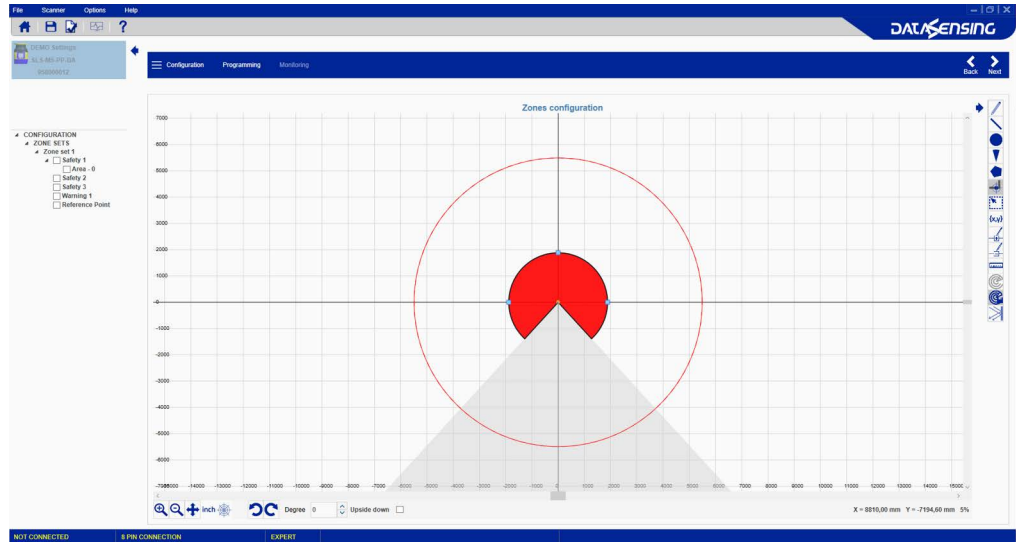 File Scanner Options Help
DATASENSING
DEMO Settings
Configuration Programming Monitoring
Back Next
Zones configuration
CONFIGURATION
ZONE SETS
Zone set 1
Safety 1
Area - 0
Safety 2
Safety 3
Warning 1
Reference Point
7000
6000
5000
4000
3000
2000
1000
-0
-1000
-2000
-3000
-4000
-5000
-6000
-14000 -13000 -12000 -11000 -10000 -9000 -8000 -7000 -6000 -5000 -4000 -3000 -2000 -1000 0 1000 2000 3000 4000 5000 6000 7000 8000 9000 10000 11000 12000 13000 14000
(x,y)
inch Degree 0 Upside down X = 8810,00 mm Y = -7194,60 mm 5%
NOT CONNECTED 8 PIN CONNECTION EXPERT